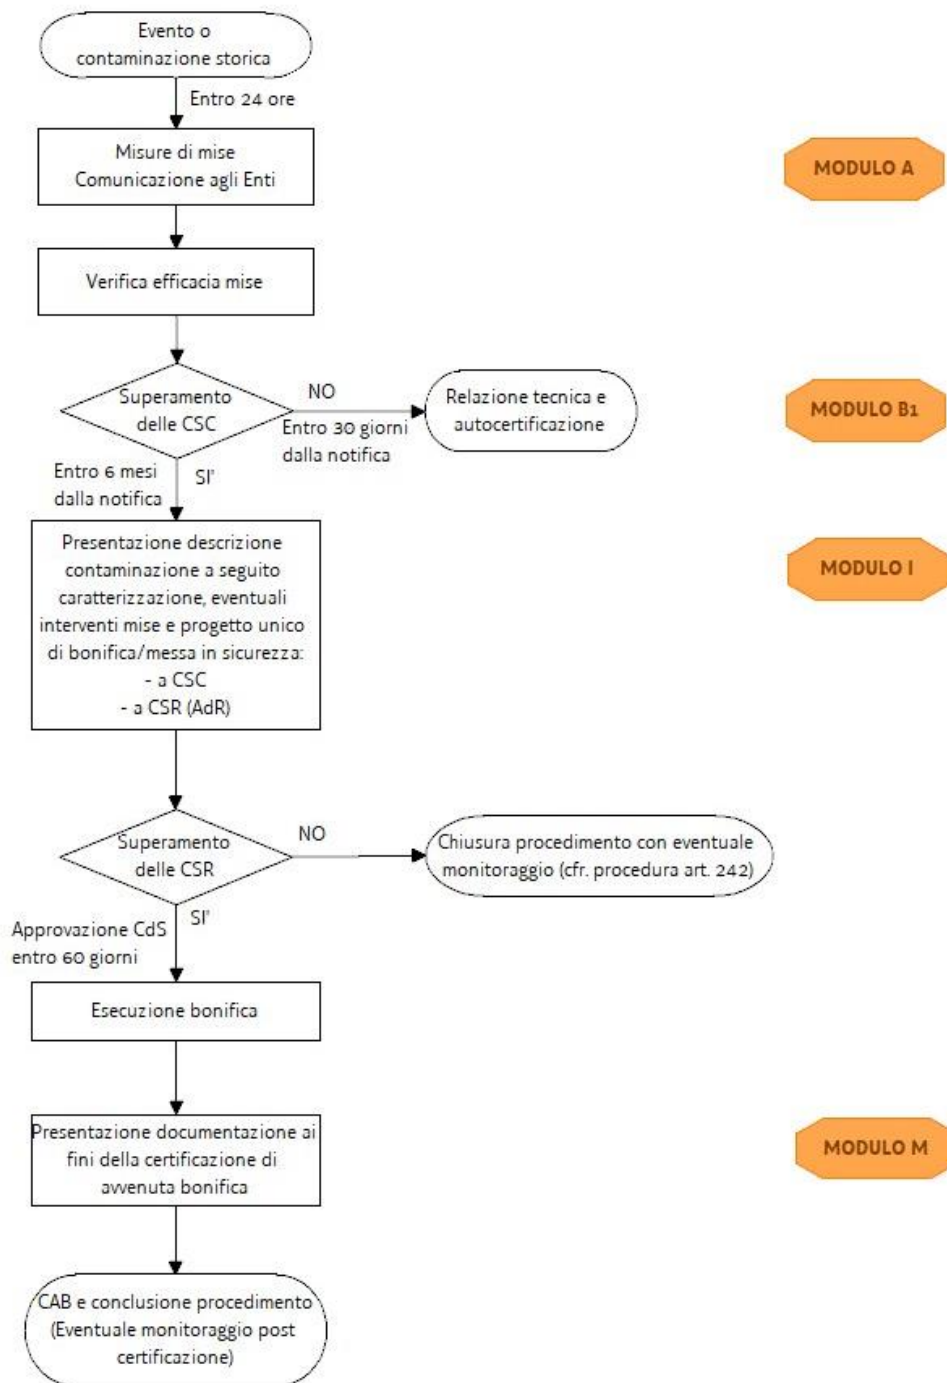 Evento o
contaminazione storica
Entro 24 ore
Misure di mise
Comunicazione agli Enti
MODULO A
Verifica efficacia mise
Superamento
delle CSC
NO
Entro 30 giorni
dalla notifica
Relazione tecnica e
autocertificazione
MODULO B1
Entro 6 mesi
dalla notifica
SI'
Presentazione descrizione
contaminazione a seguito
caratterizzazione, eventuali
interventi mise e progetto unico
di bonifica/messa in sicurezza:
- a CSC
- a CSR (AdR)
MODULO I
Superamento
delle CSR
NO
Chiusura procedimento con eventuale
monitoraggio (cfr. procedura art. 242)
SI'
Approvazione CdS
entro 60 giorni
Esecuzione bonifica
Presentazione documentazione ai
fini della certificazione di
avvenuta bonifica
MODULO M
CAB e conclusione procedimento
(Eventuale monitoraggio post
certificazione)